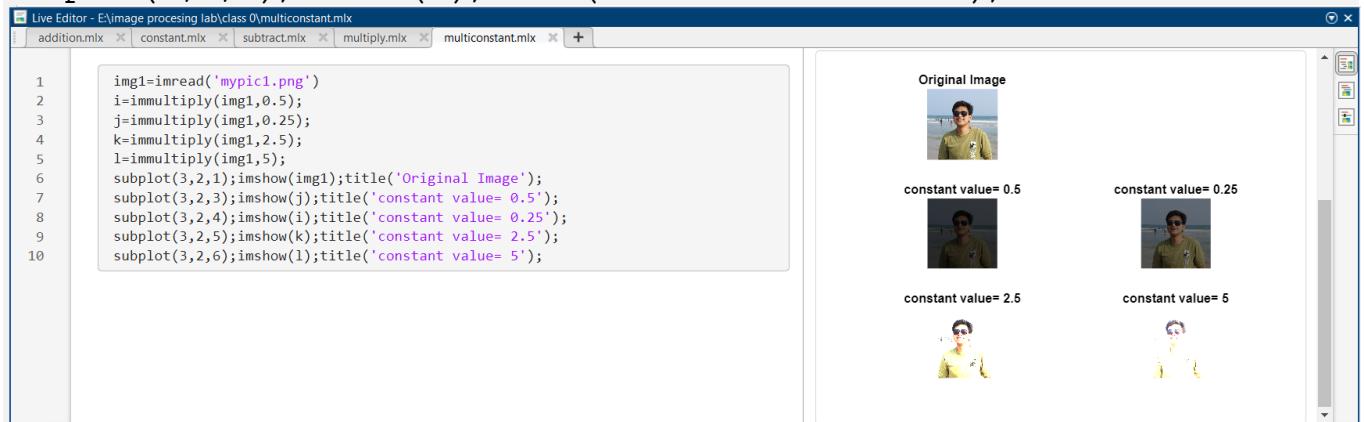 Live Editor - E:\image procesing lab\class 0\multiconstant.mlx
addition.mlx constant.mlx subtract.mlx multiply.mlx multiconstant.mlx
1 img1=imread('mypic1.png')
2 i=immultiply(img1,0.5);
3 j=immultiply(img1,0.25);
4 k=immultiply(img1,2.5);
5 l=immultiply(img1,5);
6 subplot(3,2,1);imshow(img1);title('Original Image');
7 subplot(3,2,3);imshow(j);title('constant value= 0.5');
8 subplot(3,2,4);imshow(i);title('constant value= 0.25');
9 subplot(3,2,5);imshow(k);title('constant value= 2.5');
10 subplot(3,2,6);imshow(l);title('constant value= 5');
Original Image
constant value= 0.5 constant value= 0.25
constant value= 2.5 constant value= 5